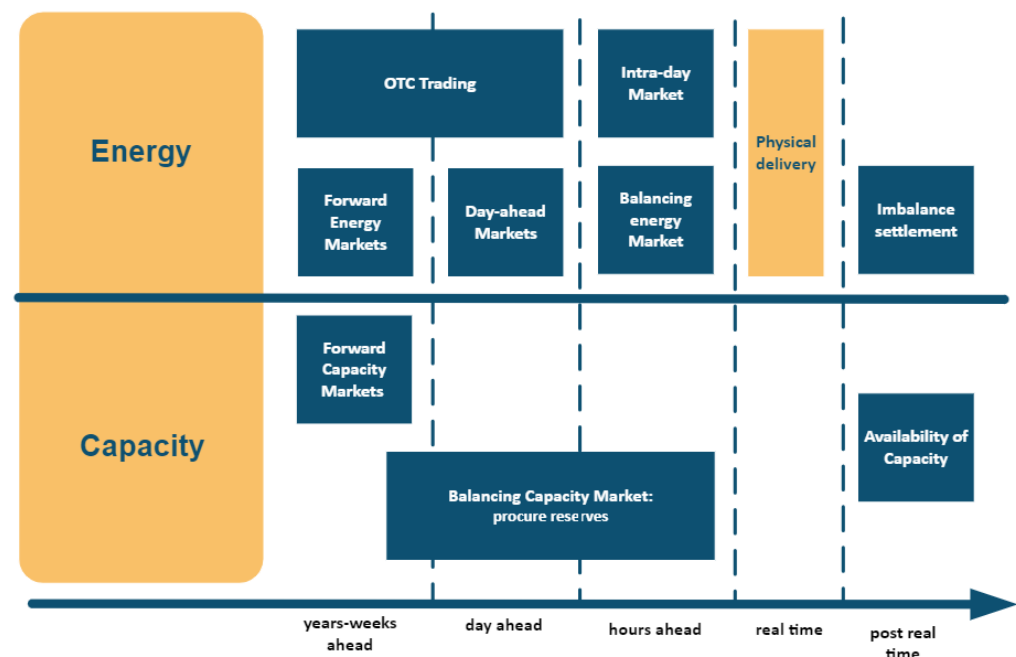 Energy
OTC Trading
Intra-day
Market
Physical
delivery
Forward
Energy
Markets
Day-ahead
Markets
Balancing
energy
Market
Imbalance
settlement
Capacity
Forward
Capacity
Markets
Balancing Capacity Market:
procure reserves
Availability of
Capacity
years-weeks
ahead
day ahead
hours ahead
real time
post real
time